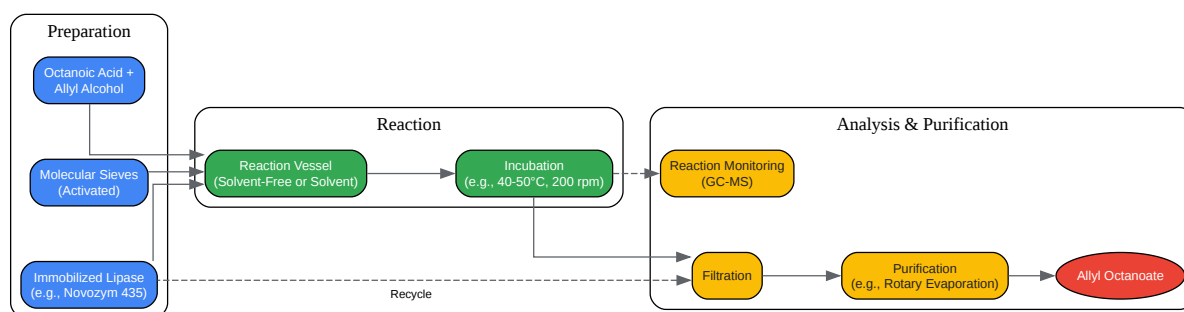 Preparation
Octanoic Acid +
Allyl Alcohol
Molecular Sieves
(Activated)
Immobilized Lipase
(e.g., Novozym 435)
Reaction
Reaction Vessel
(Solvent-Free or Solvent)
Incubation
(e.g., 40-50°C, 200 rpm)
Analysis & Purification
Reaction Monitoring
(GC-MS)
Filtration
Purification
(e.g., Rotary Evaporation)
Allyl Octanoate
Recycle